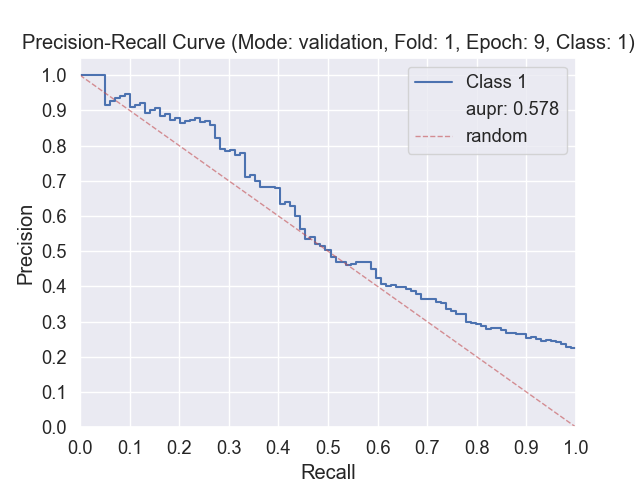 Precision-Recall Curve (Mode: validation, Fold: 1, Epoch: 9, Class: 1)
Class 1
aupr: 0.578
random
Precision
1.0
0.9
0.8
0.7
0.6
0.5
0.4
0.3
0.2
0.1
0.0
0.0 0.1 0.2 0.3 0.4 0.5 0.6 0.7 0.8 0.9 1.0
Recall